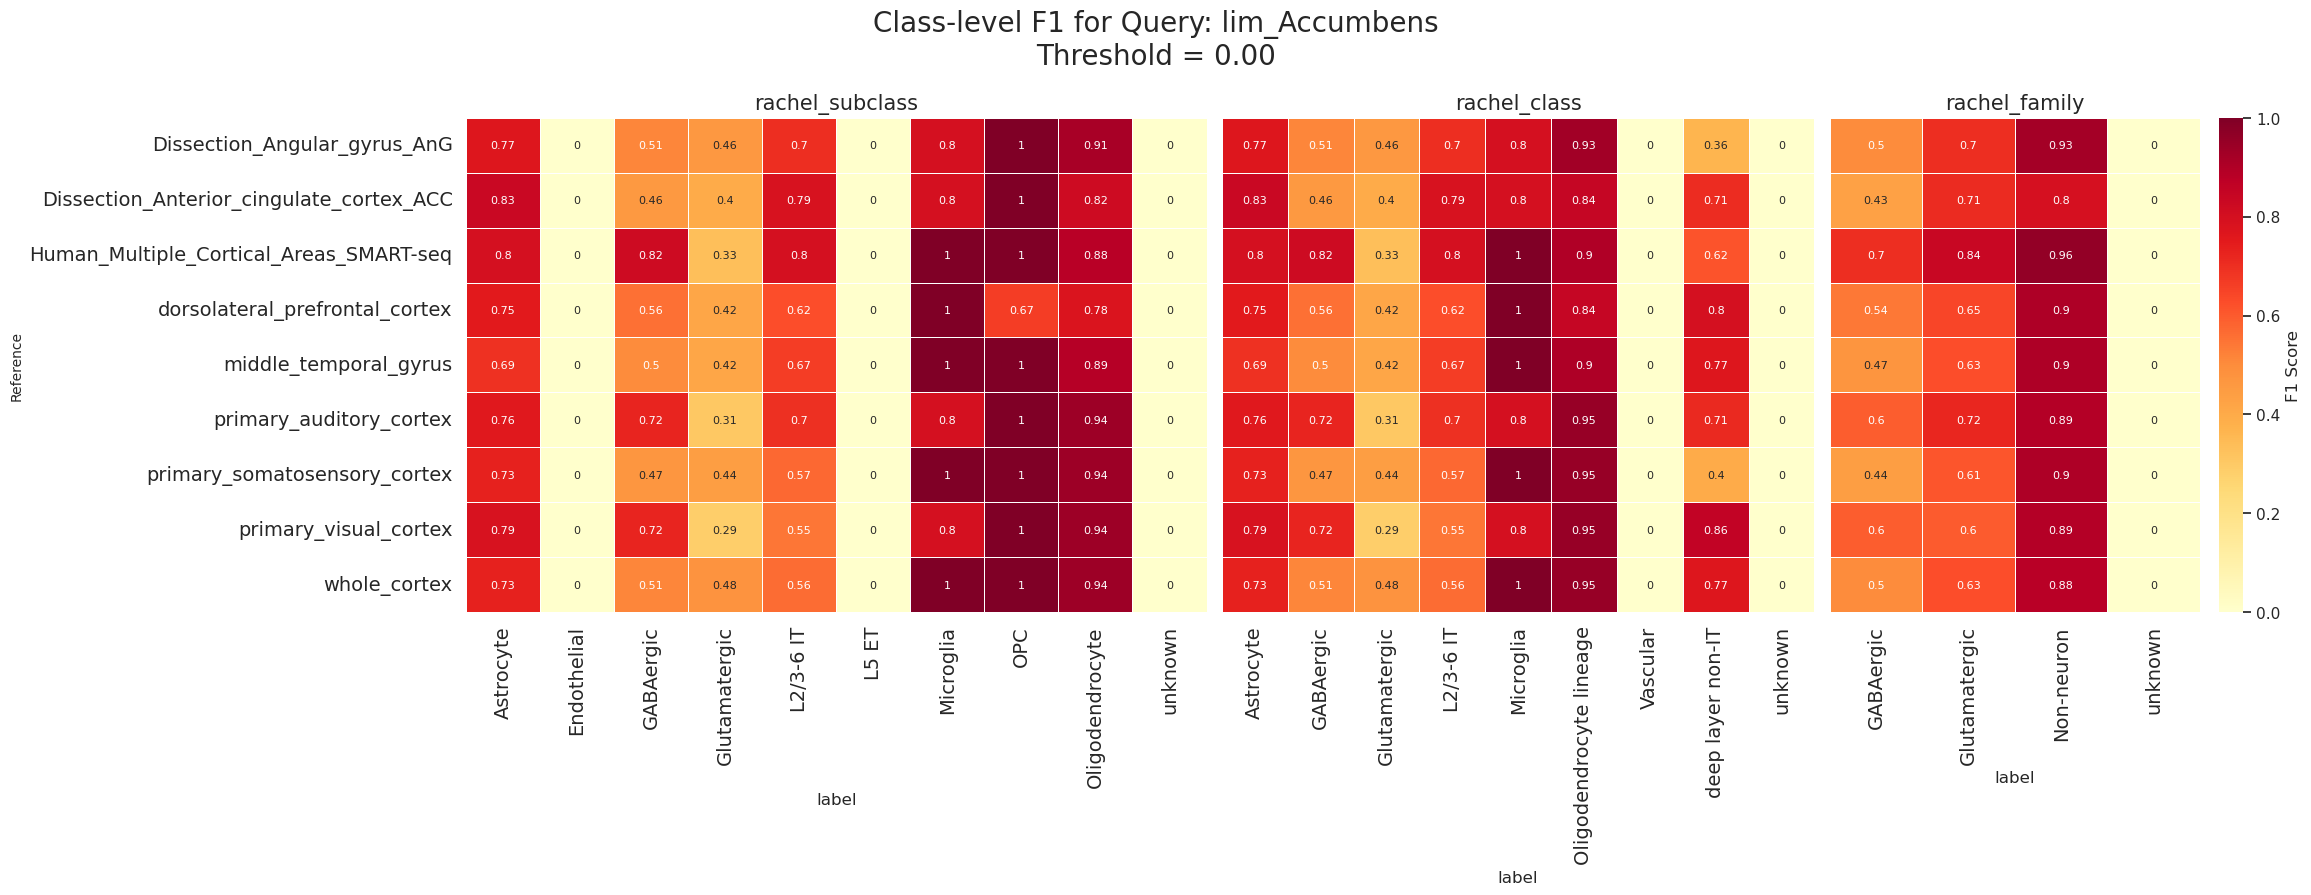 Class-level F1 for Query: lim_Accumbens
Threshold = 0.00
rachel_subclass
rachel_class
rachel_family
Reference
Dissection_Angular_gyrus_AnG 0.77 0 0.51 0.46 0.7 0 0.8 1 0.91 0 0.77 0.51 0.46 0.7 0.8 0.93 0 0.36 0 0.5 0.7 0.93 0
Dissection_Anterior_cingulate_cortex_ACC 0.83 0 0.46 0.4 0.79 0 0.8 1 0.82 0 0.83 0.46 0.4 0.79 0.8 0.84 0 0.71 0 0.43 0.71 0.8 0
Human_Multiple_Cortical_Areas_SMART-seq 0.8 0 0.82 0.33 0.8 0 1 1 0.88 0 0.8 0.82 0.33 0.8 1 0.9 0 0.62 0 0.7 0.84 0.96 0
dorsolateral_prefrontal_cortex 0.75 0 0.56 0.42 0.62 0 1 0.67 0.78 0 0.75 0.56 0.42 0.62 1 0.84 0 0.8 0 0.54 0.65 0.9 0
middle_temporal_gyrus 0.69 0 0.5 0.42 0.67 0 1 1 0.89 0 0.69 0.5 0.42 0.67 1 0.9 0 0.77 0 0.47 0.63 0.9 0
primary_auditory_cortex 0.76 0 0.72 0.31 0.7 0 0.8 1 0.94 0 0.76 0.72 0.31 0.7 0.8 0.95 0 0.71 0 0.6 0.72 0.89 0
primary_somatosensory_cortex 0.73 0 0.47 0.44 0.57 0 1 1 0.94 0 0.73 0.47 0.44 0.57 1 0.95 0 0.4 0 0.44 0.61 0.9 0
primary_visual_cortex 0.79 0 0.72 0.29 0.55 0 0.8 1 0.94 0 0.79 0.72 0.29 0.55 0.8 0.95 0 0.86 0 0.6 0.6 0.89 0
whole_cortex 0.73 0 0.51 0.48 0.56 0 1 1 0.94 0 0.73 0.51 0.48 0.56 1 0.95 0 0.77 0 0.5 0.63 0.88 0
Astrocyte
Endothelial
GABAergic
Glutamatergic
L2/3-6 IT
L5 ET
Microglia
OPC
Oligodendrocyte
unknown
label
Astrocyte
GABAergic
Glutamatergic
L2/3-6 IT
Microglia
Oligodendrocyte lineage
Vascular
deep layer non-IT
unknown
label
GABAergic
Glutamatergic
Non-neuron
unknown
label
1.0
0.8
0.6
0.4
0.2
0.0
F1 Score